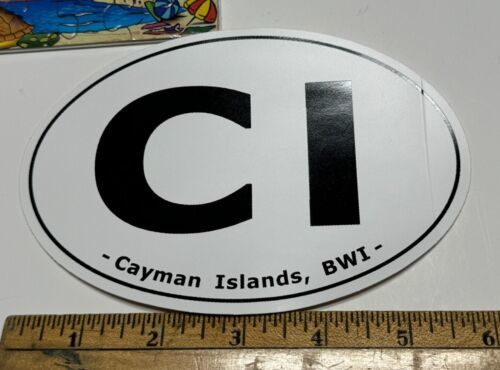 CI
- Cayman Islands, BWI -
1 2 3 4 5 6